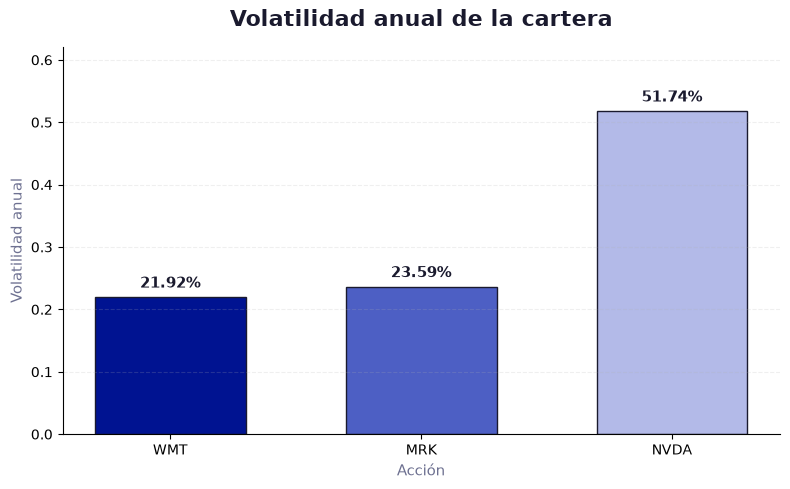 Volatilidad anual de la cartera
Volatilidad anual
0.6
0.5
0.4
0.3
0.2
0.1
0.0
21.92%
23.59%
51.74%
WMT
MRK
NVDA
Acción